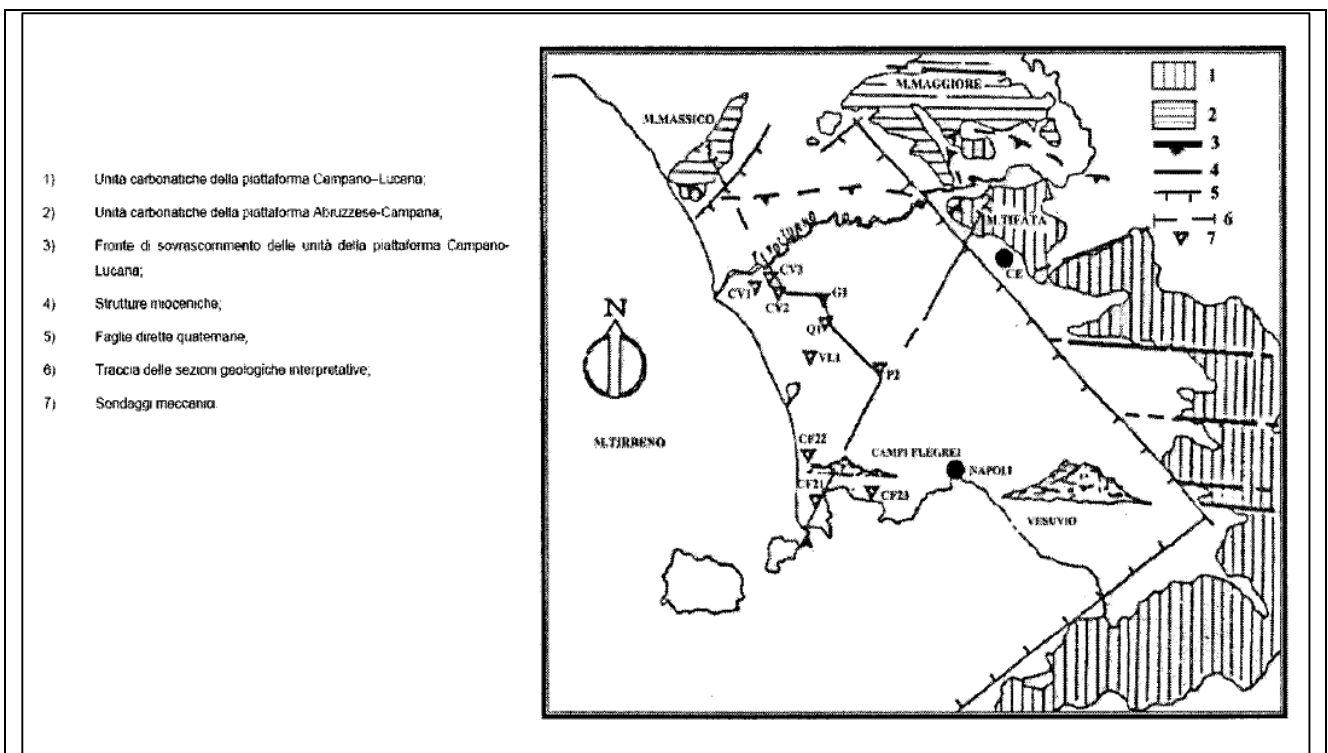 1) Unità carbonatiche della piattaforma Campano–Lucana;
2) Unità carbonatiche della piattaforma Abruzzese-Campana;
3) Fronte di sovrascorrimento delle unità della piattaforma Campano-
Lucana;
4) Strutture mioceniche;
5) Faglie dirette quaternarie;
6) Traccia delle sezioni geologiche interpretative;
7) Sondaggi meccanici.
M.MAGGIORE
1
M.MASSICO
2
3
4
5
M.TIFATA
6
7
CE
CV3
CV1
CV2
G1
N
Q1
VL1
P2
M.TIRRENO
CF22
CAMPI FLEGREI
NAPOLI
CF21
CF23
VESUVIO